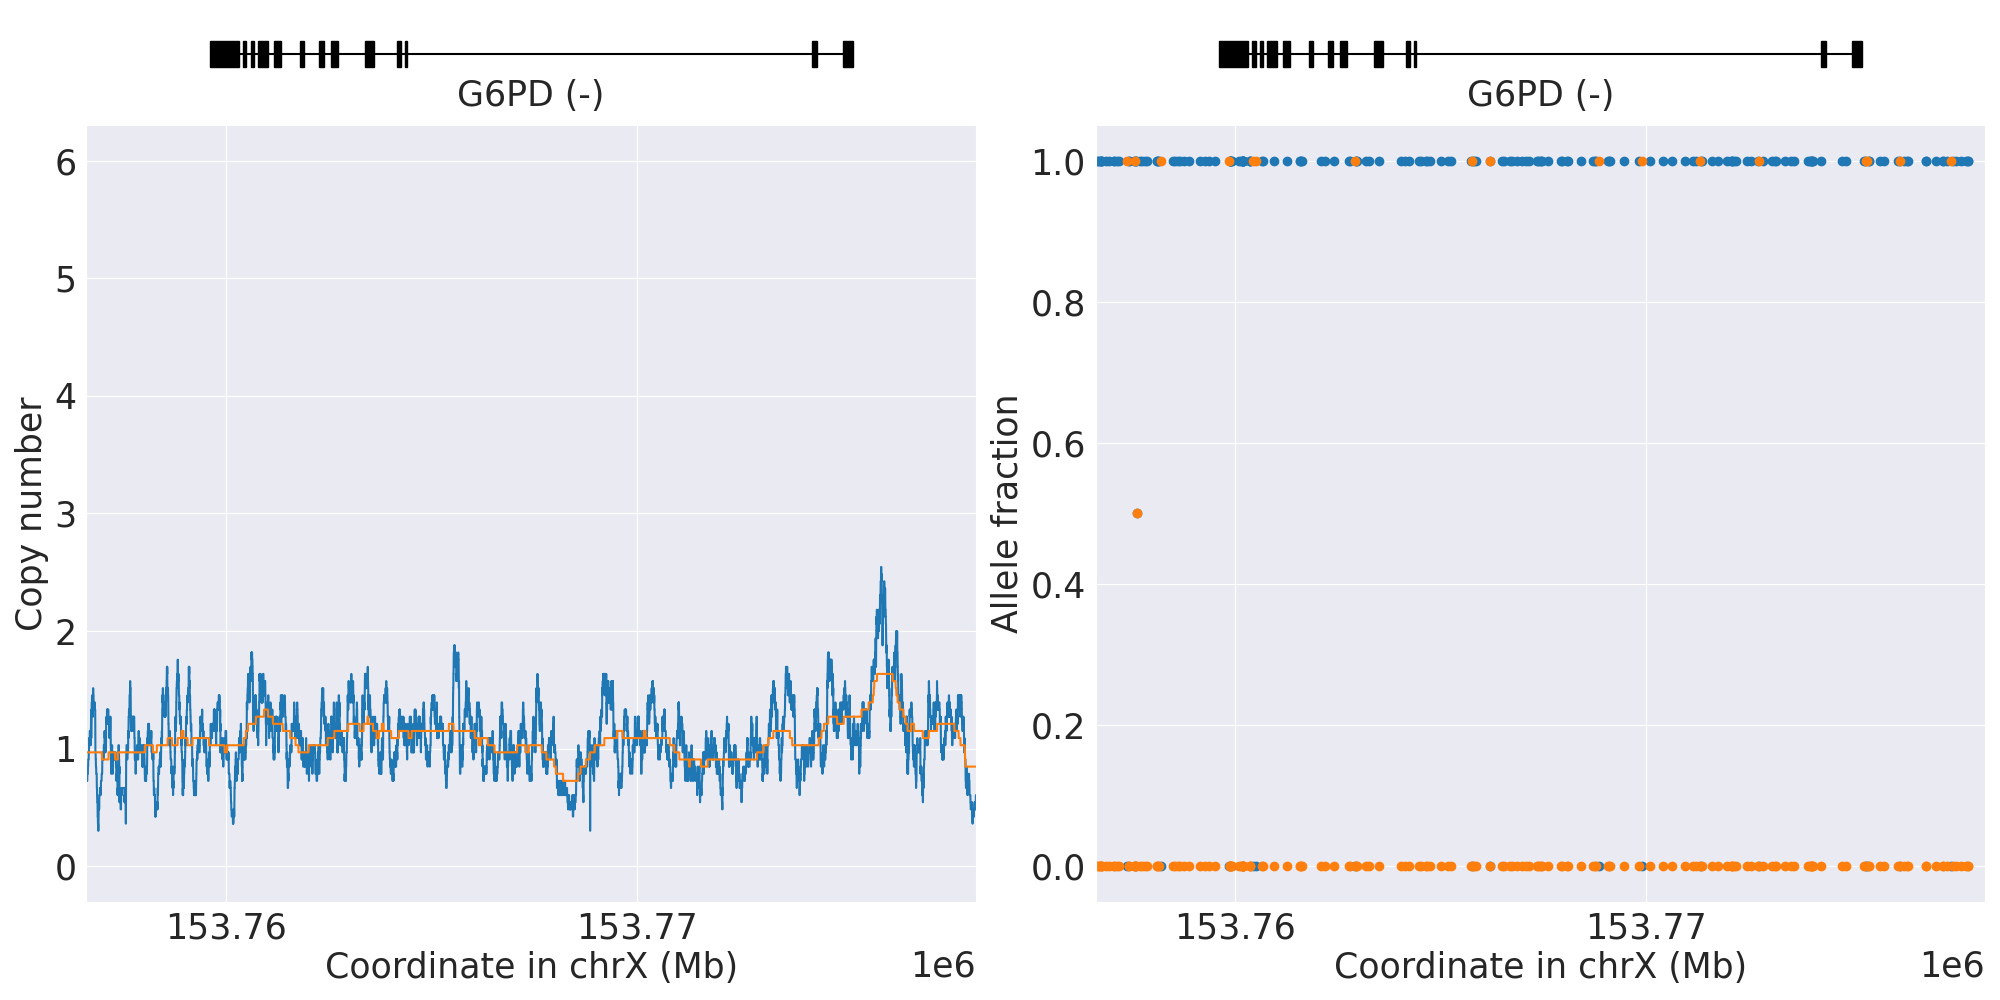 G6PD (-)
6
5
4
3
2
1
0
Copy number
153.76
153.77
Coordinate in chrX (Mb)
1e6
G6PD (-)
1.0
0.8
0.6
0.4
0.2
0.0
Allele fraction
153.76
153.77
Coordinate in chrX (Mb)
1e6